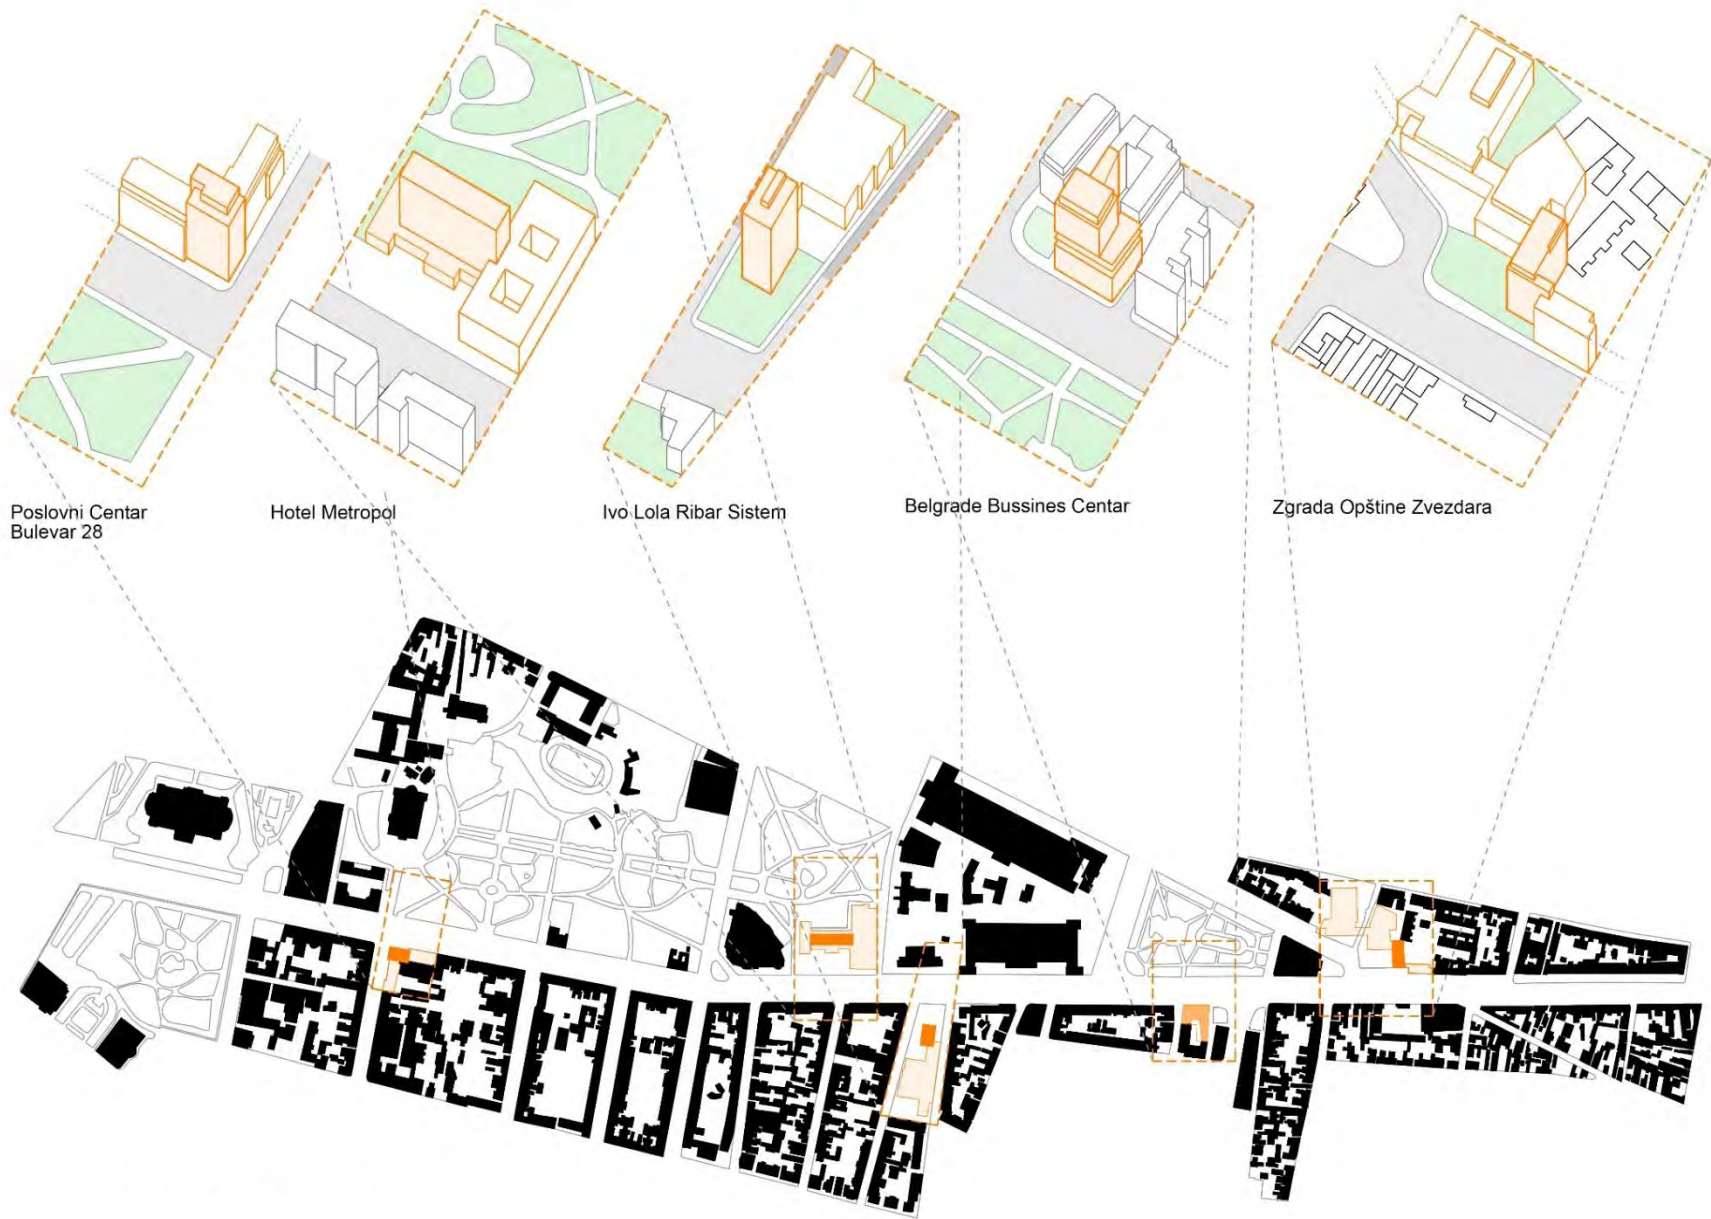 Poslovni Centar
Bulevar 28
Hotel Metropol
Ivo Lola Ribar Sistem
Belgrade Bussines Centar
Zgrada Opštine Zvezdara